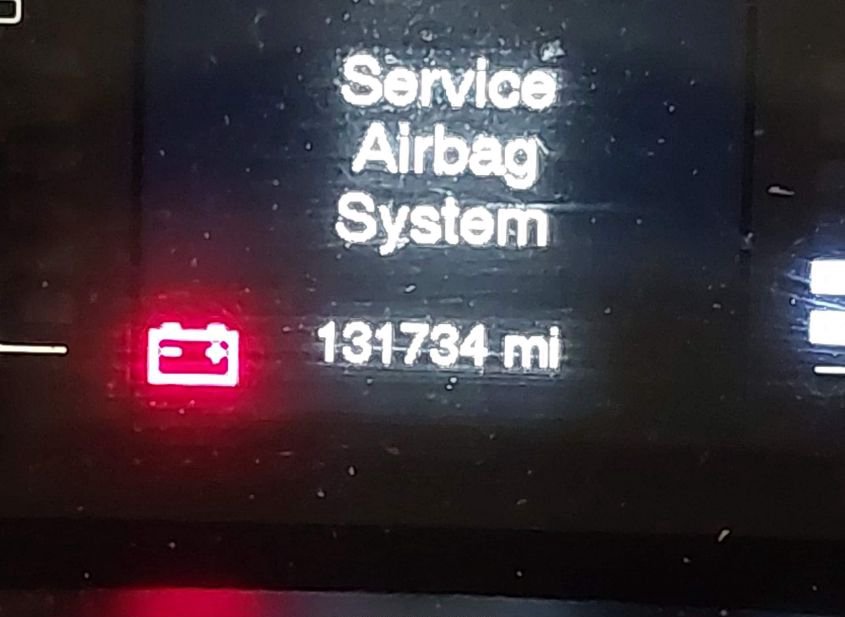 Service
Airbag
System
131734 mi